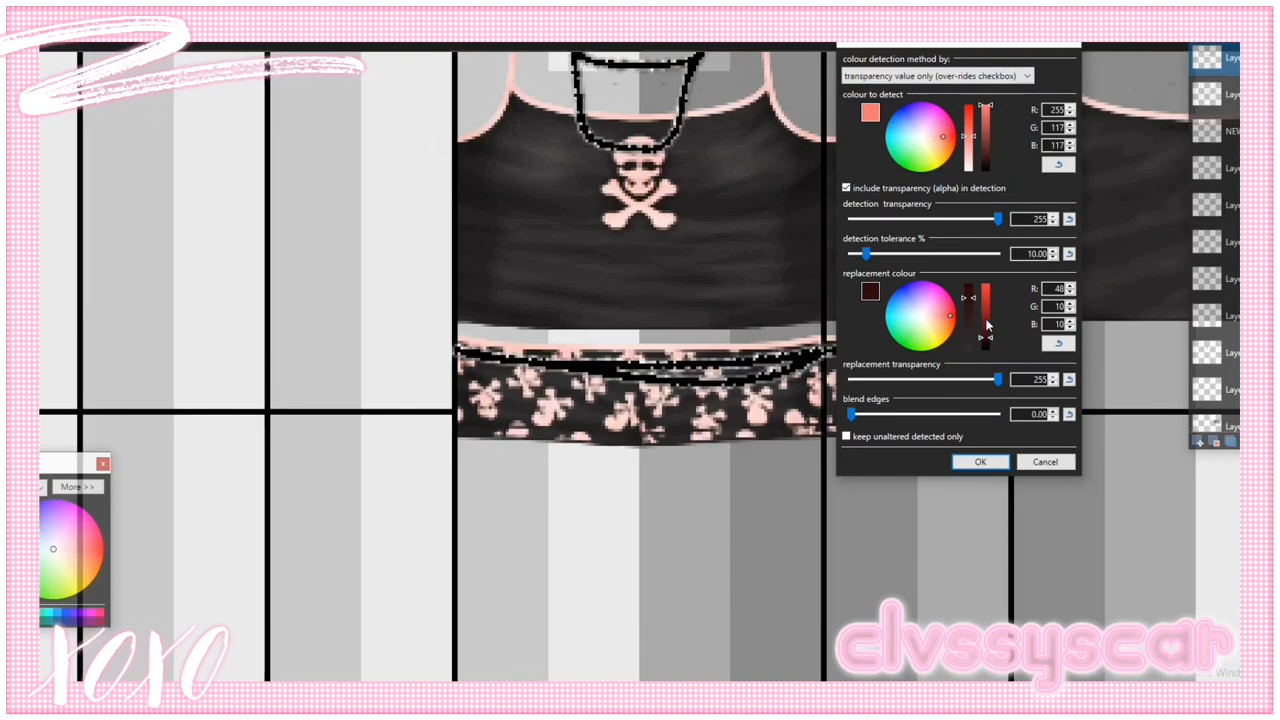 colour detection method by:
transparency value only (over-rides checkbox)
colour to detect
R: 255
G: 117
B: 117
include transparency (alpha) in detection
detection transparency
255
detection tolerance %
10.00
replacement colour
R: 48
G: 10
B: 10
replacement transparency
255
blend edges
0.00
keep unaltered detected only
OK Cancel
More >>
xoxo
clvssyscar